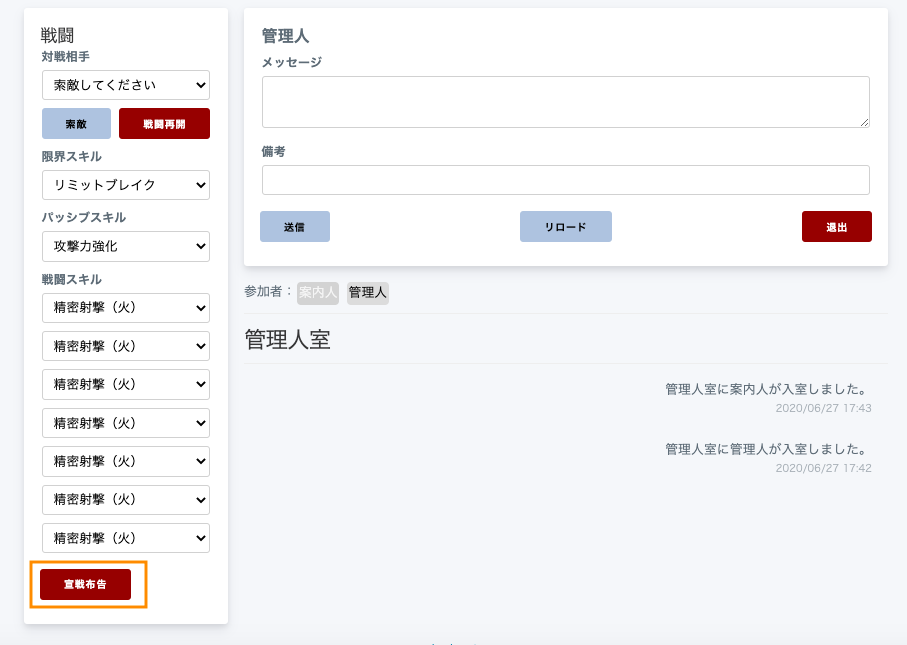 戦闘
対戦相手
索敵してください
索敵 戦闘再開
限界スキル
リミットブレイク
パッシブスキル
攻撃力強化
戦闘スキル
精密射撃（火）
精密射撃（火）
精密射撃（火）
精密射撃（火）
精密射撃（火）
精密射撃（火）
精密射撃（火）
宣戦布告
管理人
メッセージ
備考
送信 リロード 退出
参加者： 案内人 管理人
管理人室
管理人室に案内人が入室しました。
2020/06/27 17:43
管理人室に管理人が入室しました。
2020/06/27 17:42